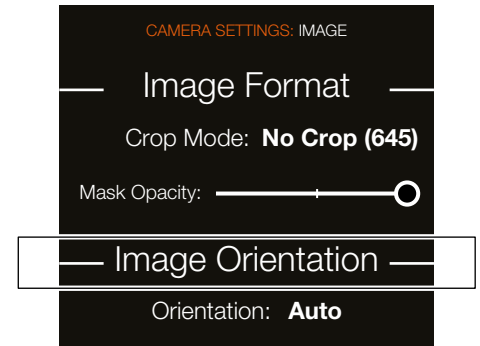 CAMERA SETTINGS: IMAGE
Image Format
Crop Mode: No Crop (645)
Mask Opacity:
Image Orientation
Orientation: Auto